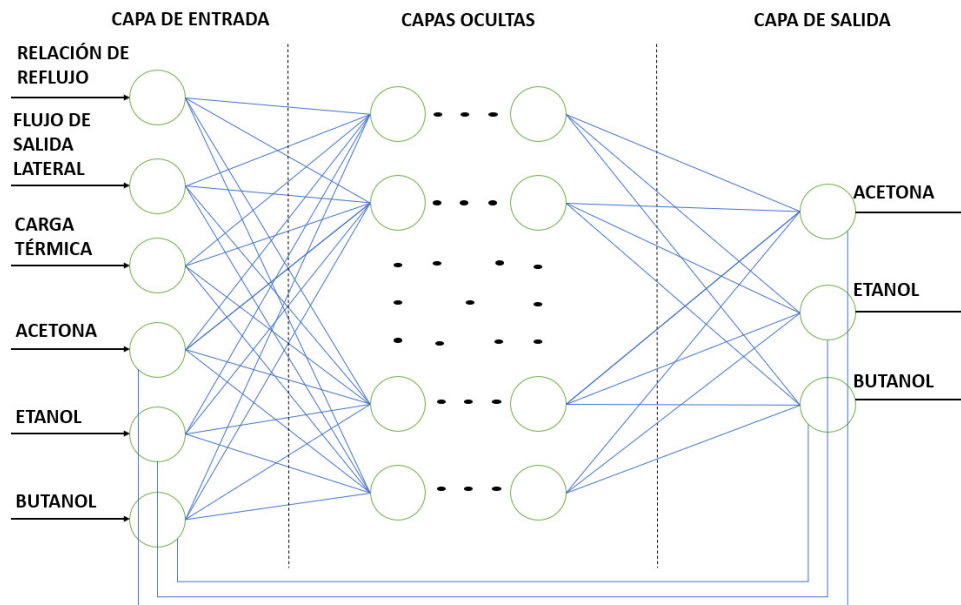 CAPA DE ENTRADA
CAPAS OCULTAS
CAPA DE SALIDA
RELACIÓN DE
REFLUJO
FLUJO DE
SALIDA
LATERAL
CARGA
TÉRMICA
ACETONA
ETANOL
BUTANOL
ACETONA
ETANOL
BUTANOL